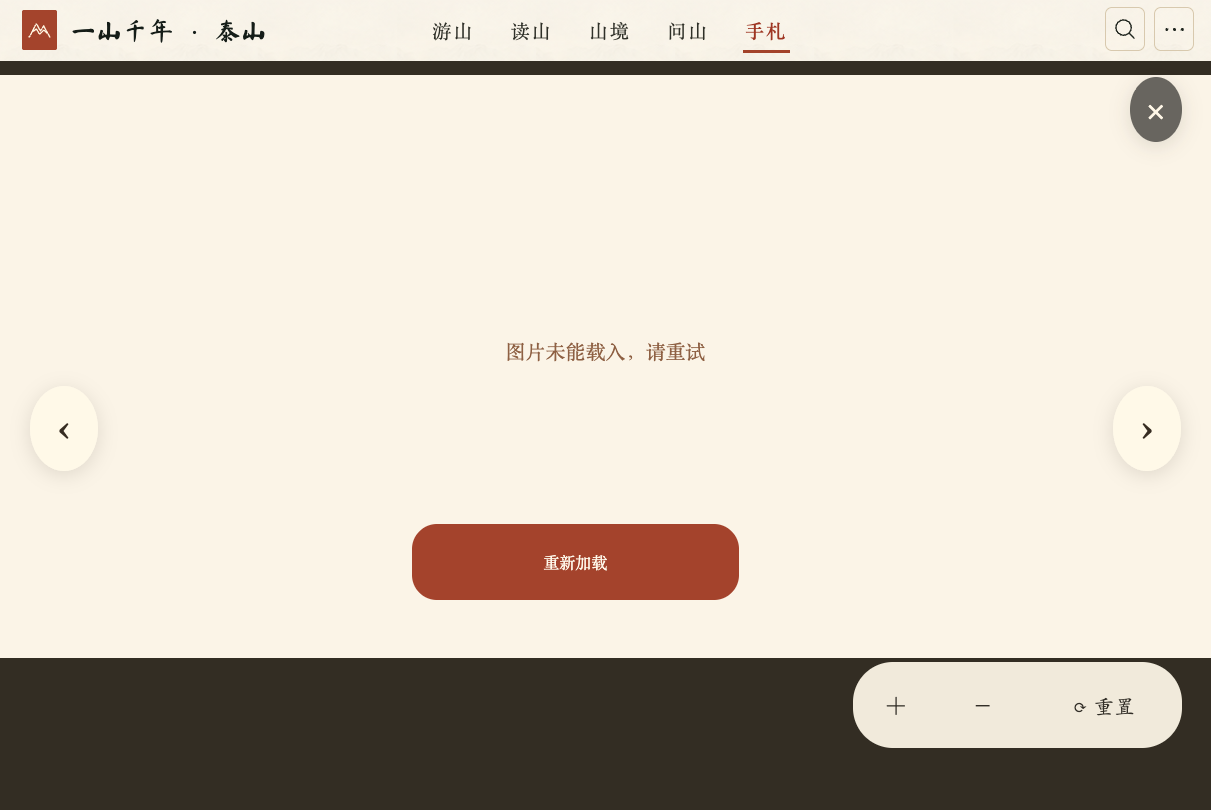 一山千年 · 泰山
游山
读山
山境
问山
手札
图片未能载入，请重试
重新加载
重置